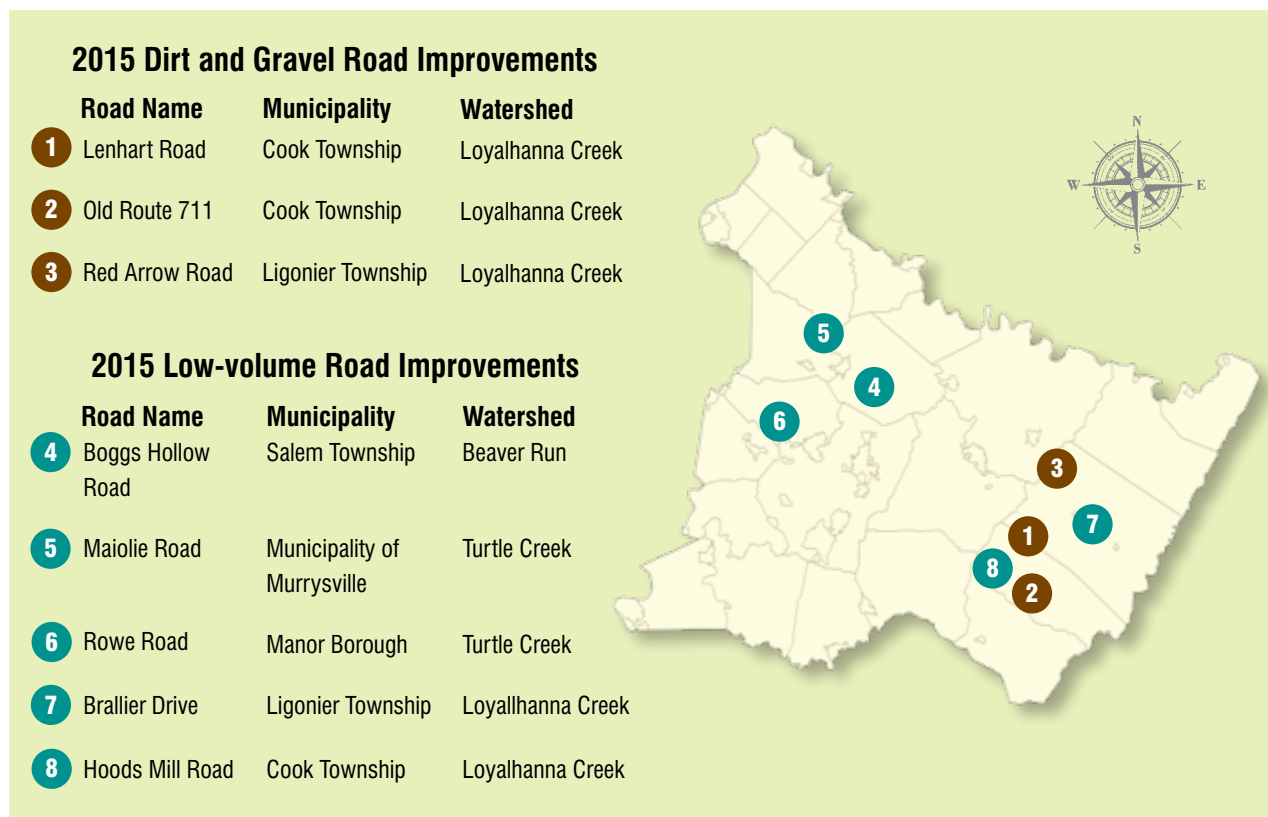 2015 Dirt and Gravel Road Improvements
Road Name Municipality Watershed
1 Lenhart Road Cook Township Loyalhanna Creek
2 Old Route 711 Cook Township Loyalhanna Creek
3 Red Arrow Road Ligonier Township Loyalhanna Creek
2015 Low-volume Road Improvements
Road Name Municipality Watershed
4 Boggs Hollow Salem Township Beaver Run
Road
5 Maiolie Road Municipality of Turtle Creek
Murrysville
6 Rowe Road Manor Borough Turtle Creek
7 Brallier Drive Ligonier Township Loyallhanna Creek
8 Hoods Mill Road Cook Township Loyalhanna Creek
N
W E
S
5
4
6
3
7
1
8
2